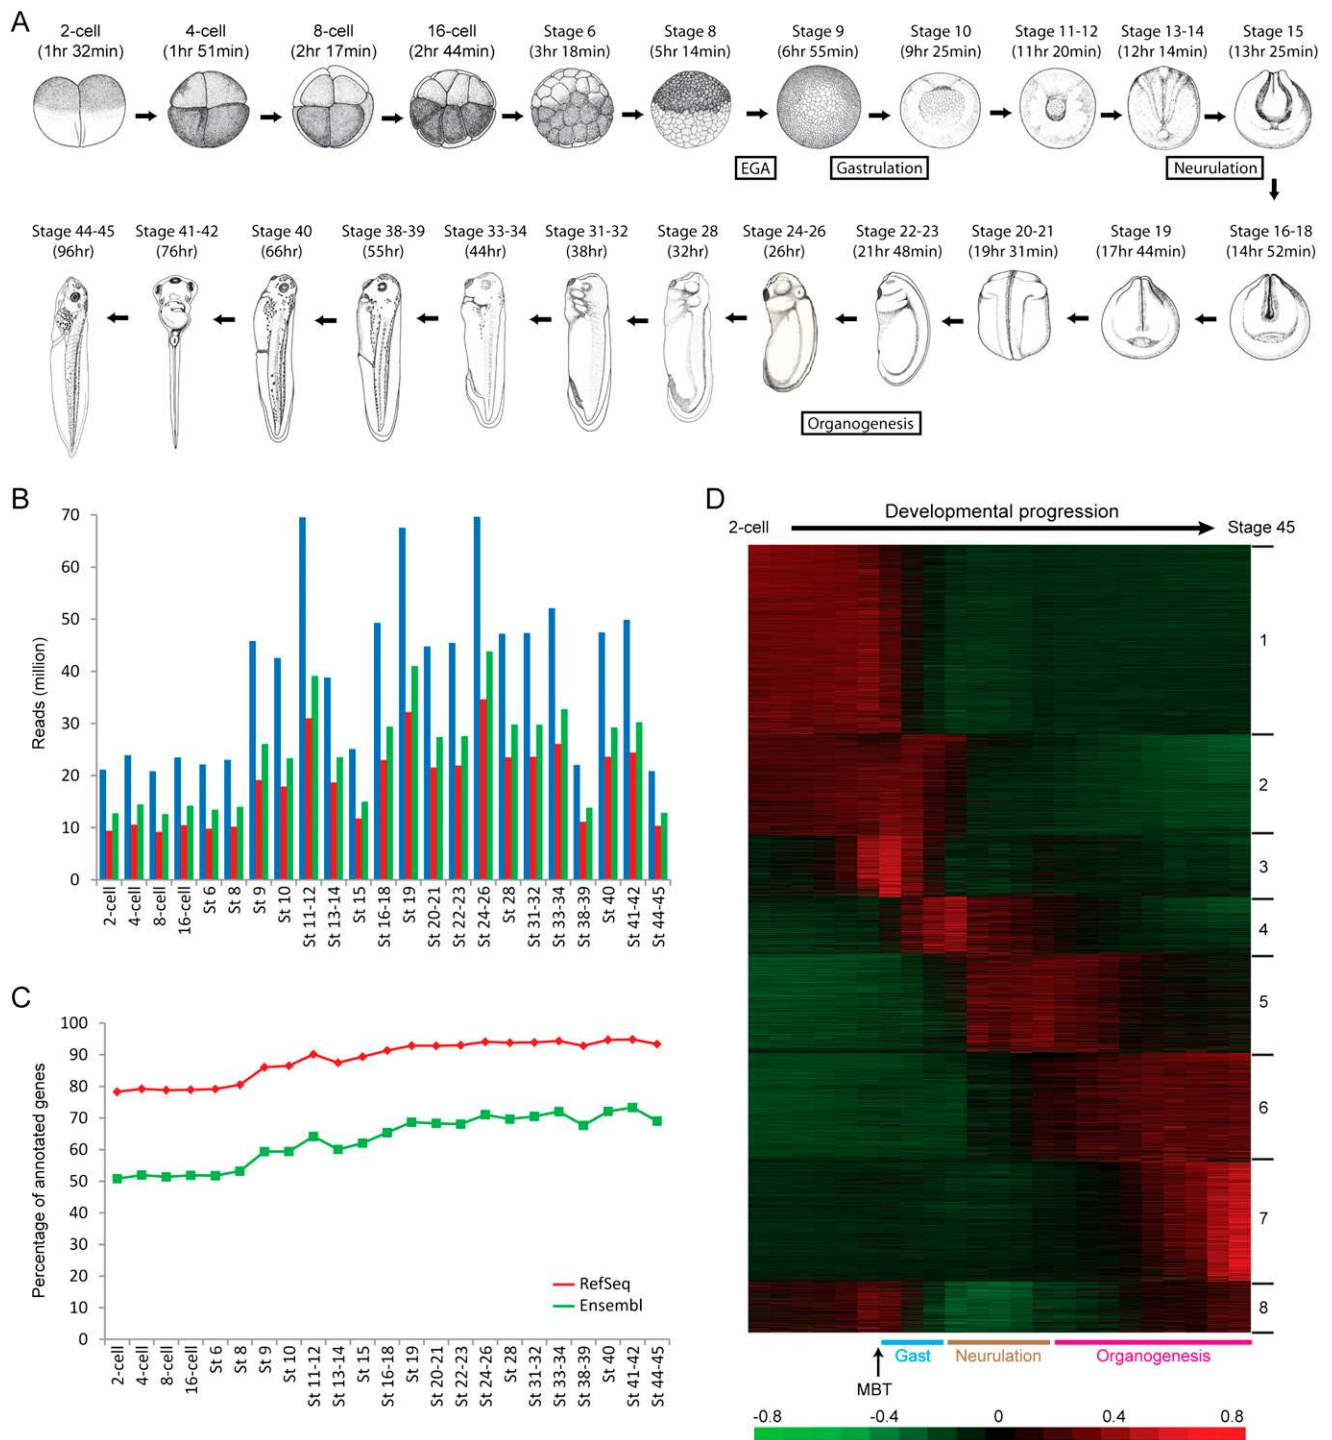 A
2-cell
(1hr 32min)
4-cell
(1hr 51min)
8-cell
(2hr 17min)
16-cell
(2hr 44min)
Stage 6
(3hr 18min)
Stage 8
(5hr 14min)
Stage 9
(6hr 55min)
Stage 10
(9hr 25min)
Stage 11-12
(11hr 20min)
Stage 13-14
(12hr 14min)
Stage 15
(13hr 25min)
EGA
Gastrulation
Neurulation
Stage 44-45
(96hr)
Stage 41-42
(76hr)
Stage 40
(66hr)
Stage 38-39
(55hr)
Stage 33-34
(44hr)
Stage 31-32
(38hr)
Stage 28
(32hr)
Stage 24-26
(26hr)
Stage 22-23
(21hr 48min)
Stage 20-21
(19hr 31min)
Stage 19
(17hr 44min)
Stage 16-18
(14hr 52min)
Organogenesis
B
Reads (million)
70
60
50
40
30
20
10
0
2-cell
4-cell
8-cell
16-cell
St 6
St 8
St 9
St 10
St 11-12
St 13-14
St 15
St 16-18
St 19
St 20-21
St 22-23
St 24-26
St 28
St 31-32
St 33-34
St 38-39
St 40
St 41-42
St 44-45
C
Percentage of annotated genes
100
90
80
70
60
50
40
30
20
10
0
RefSeq
Ensembl
2-cell
4-cell
8-cell
16-cell
St 6
St 8
St 9
St 10
St 11-12
St 13-14
St 15
St 16-18
St 19
St 20-21
St 22-23
St 24-26
St 28
St 31-32
St 33-34
St 38-39
St 40
St 41-42
St 44-45
D
Developmental progression
2-cell
Stage 45
1
2
3
4
5
6
7
8
Gast
Neurulation
Organogenesis
MBT
-0.8
-0.4
0
0.4
0.8